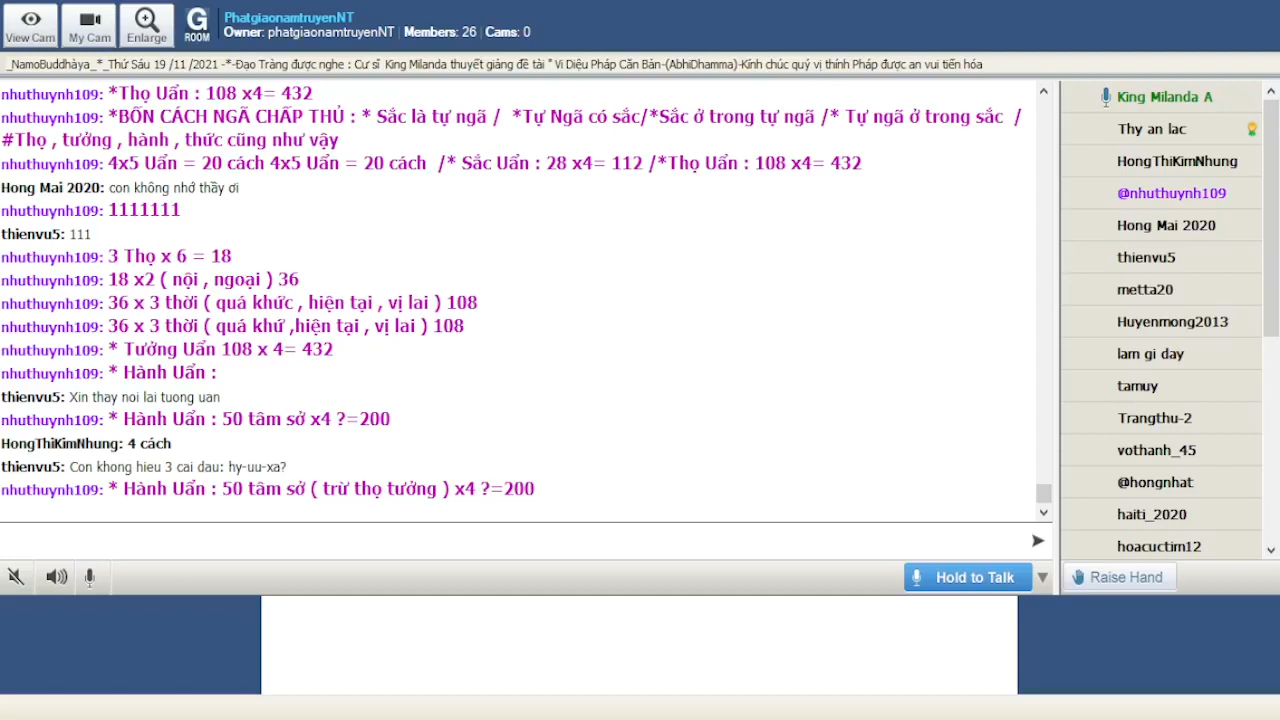 PhatgiaonamtruyenNT
Owner: phatgiaonamtruyenNT | Members: 26 | Cams: 0
View Cam
My Cam
Enlarge
G
ROOM
_NamoBuddhàya_*_Thứ Sáu 19 /11 /2021 -*-Đạo Tràng được nghe : Cư sĩ King Milanda thuyết giảng đề tài " Vi Diệu Pháp Căn Bản-(AbhiDhamma)-Kính chúc quý vị thính Pháp được an vui tiến hóa
nhuthuynh109: *Thọ Uẩn : 108 x4= 432
nhuthuynh109: *BỐN CÁCH NGÃ CHẤP THỦ : * Sắc là tự ngã / *Tự Ngã có sắc/*Sắc ở trong tự ngã /* Tự ngã ở trong sắc /
#Thọ , tưởng , hành , thức cũng như vậy
nhuthuynh109: 4x5 Uẩn = 20 cách 4x5 Uẩn = 20 cách /* Sắc Uẩn : 28 x4= 112 /*Thọ Uẩn : 108 x4= 432
Hong Mai 2020: con không nhớ thầy ơi
nhuthuynh109: 1111111
thienvu5: 111
nhuthuynh109: 3 Thọ x 6 = 18
nhuthuynh109: 18 x2 ( nội , ngoại ) 36
nhuthuynh109: 36 x 3 thời ( quá khức , hiện tại , vị lai ) 108
nhuthuynh109: 36 x 3 thời ( quá khứ ,hiện tại , vị lai ) 108
nhuthuynh109: * Tưởng Uẩn 108 x 4= 432
nhuthuynh109: * Hành Uẩn :
thienvu5: Xin thay noi lai tuong uan
nhuthuynh109: * Hành Uẩn : 50 tâm sở x4 ?=200
HongThiKimNhung: 4 cách
thienvu5: Con khong hieu 3 cai dau: hy-uu-xa?
nhuthuynh109: * Hành Uẩn : 50 tâm sở ( trừ thọ tưởng ) x4 ?=200
King Milanda A
Thy an lac
HongThiKimNhung
@nhuthuynh109
Hong Mai 2020
thienvu5
metta20
Huyenmong2013
lam gi day
tamuy
Trangthu-2
vothanh_45
@hongnhat
haiti_2020
hoacuctim12
Hold to Talk
Raise Hand